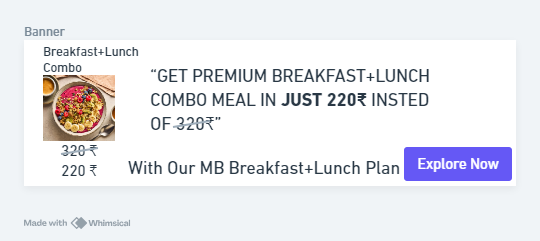 Banner
Breakfast+Lunch
Combo
320 ₹
220 ₹
“GET PREMIUM BREAKFAST+LUNCH
COMBO MEAL IN JUST 220₹ INSTED
OF 320₹”
With Our MB Breakfast+Lunch Plan
Explore Now
Made with Whimsical